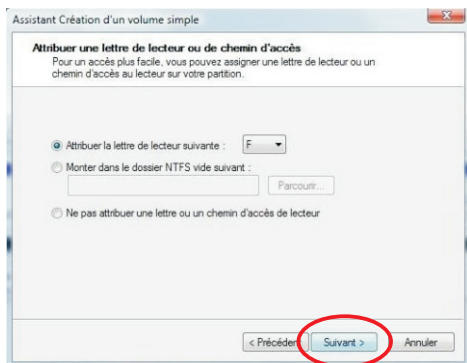 Assistant Création d'un volume simple
Attribuer une lettre de lecteur ou de chemin d'accès
Pour un accès plus facile, vous pouvez assigner une lettre de lecteur ou un
chemin d'accès au lecteur sur votre partition.
Attribuer la lettre de lecteur suivante : F
Monter dans le dossier NTFS vide suivant :
Parcourir...
Ne pas attribuer une lettre ou un chemin d'accès de lecteur
< Précédent Suivant > Annuler